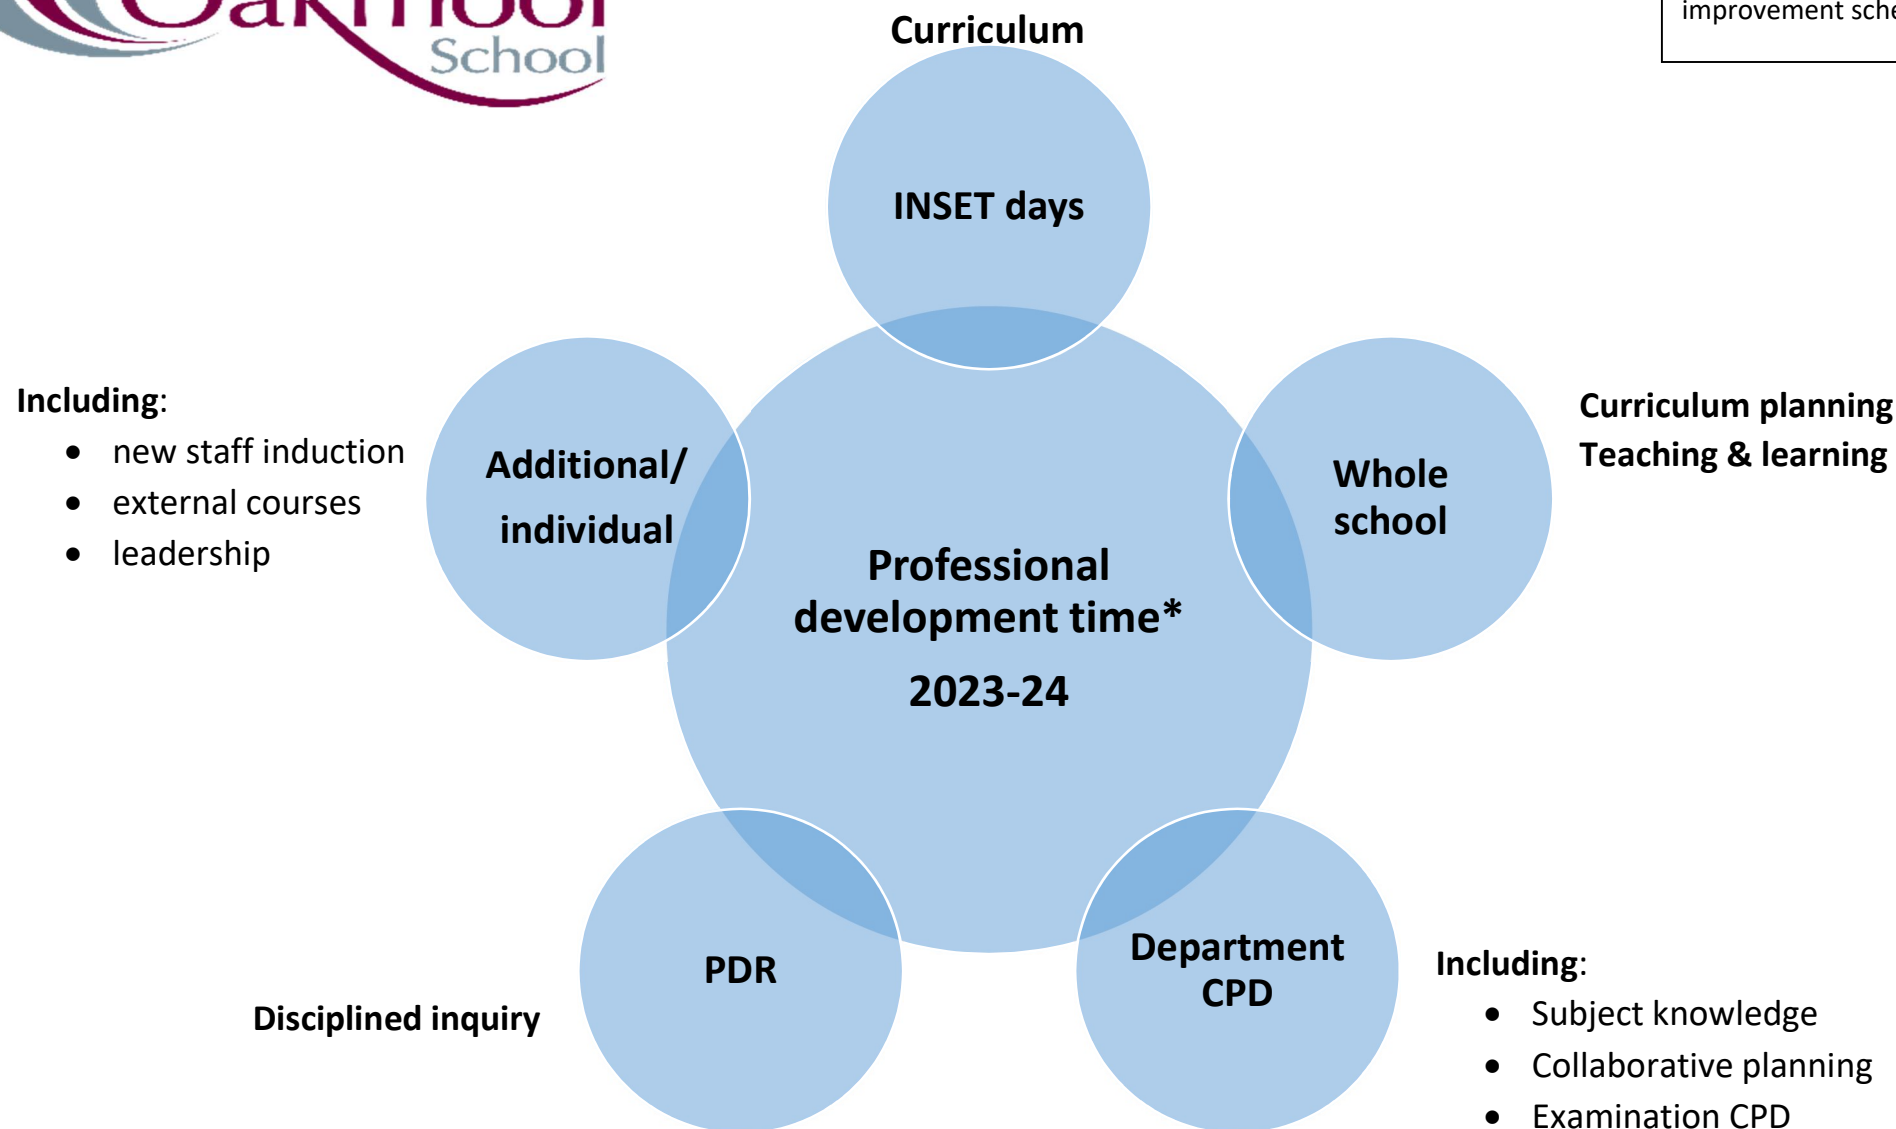 School
improvement
Curriculum
INSET days
Including:
• new staff induction
• external courses
• leadership
Additional/
individual
Whole
school
Curriculum planning
Teaching & learning
Professional
development time*
2023-24
PDR
Disciplined inquiry
Department
CPD
Including:
• Subject knowledge
• Collaborative planning
• Examination CPD